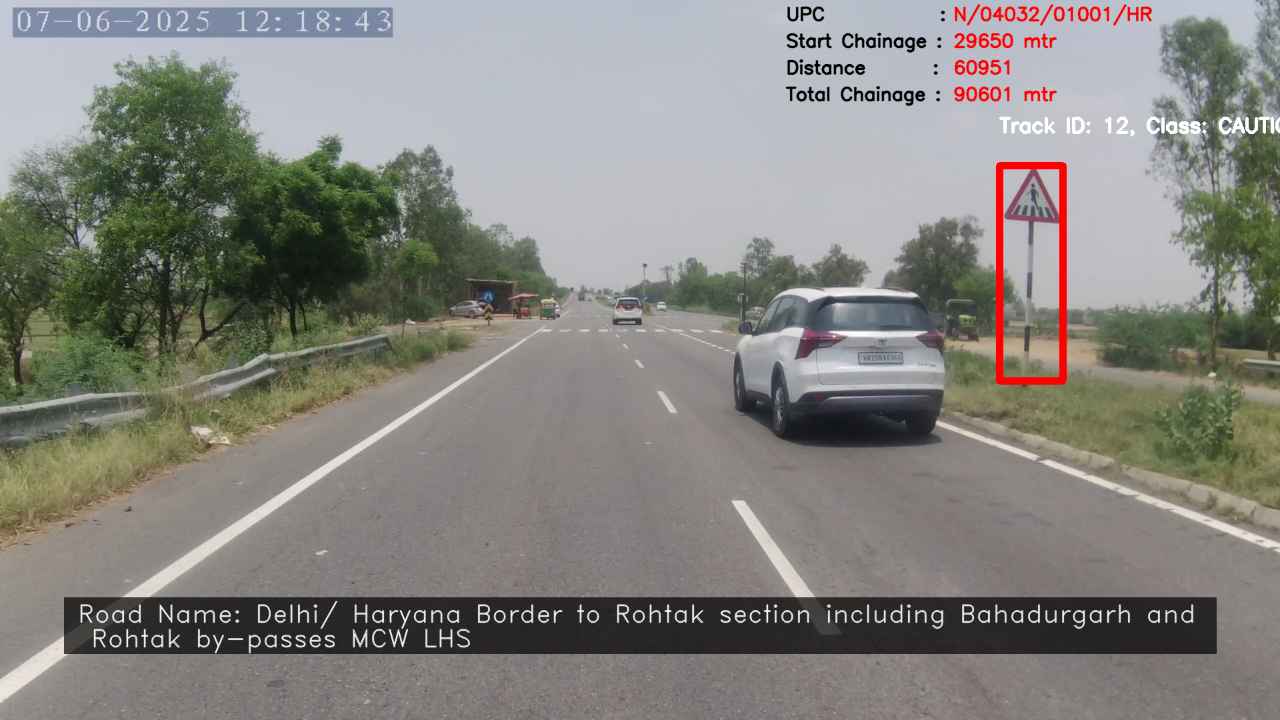 07-06-2025 12:18:43
UPC : N/04032/01001/HR
Start Chainage : 29650 mtr
Distance : 60951
Total Chainage : 90601 mtr
Track ID: 12, Class: CAUTIO
Road Name: Delhi/ Haryana Border to Rohtak section including Bahadurgarh and
Rohtak by-passes MCW LHS